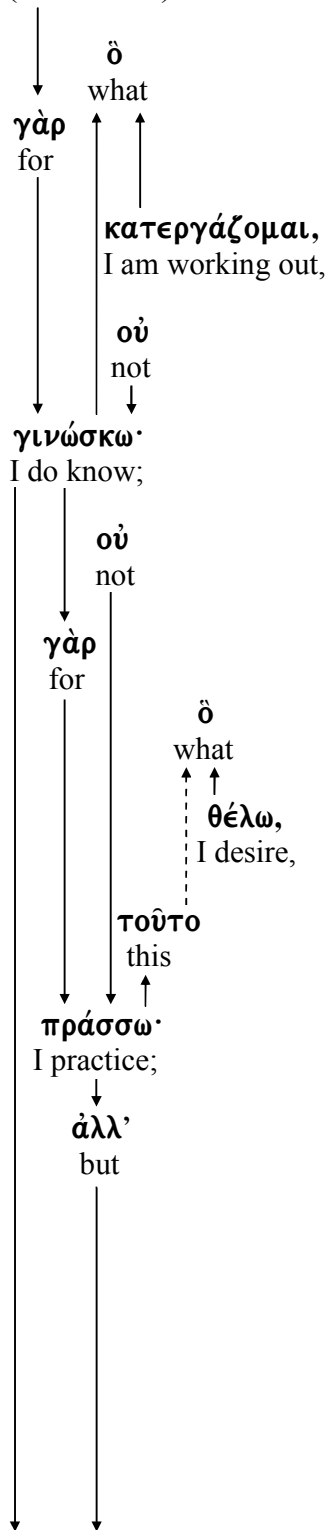 ὃ
what
γὰρ
for
κατεργάζομαι,
I am working out,
οὐ
not
γινώσκω·
I do know;
οὐ
not
γὰρ
for
ὃ
what
θέλω,
I desire,
τοῦτο
this
πράσσω·
I practice;
ἀλλ’
but